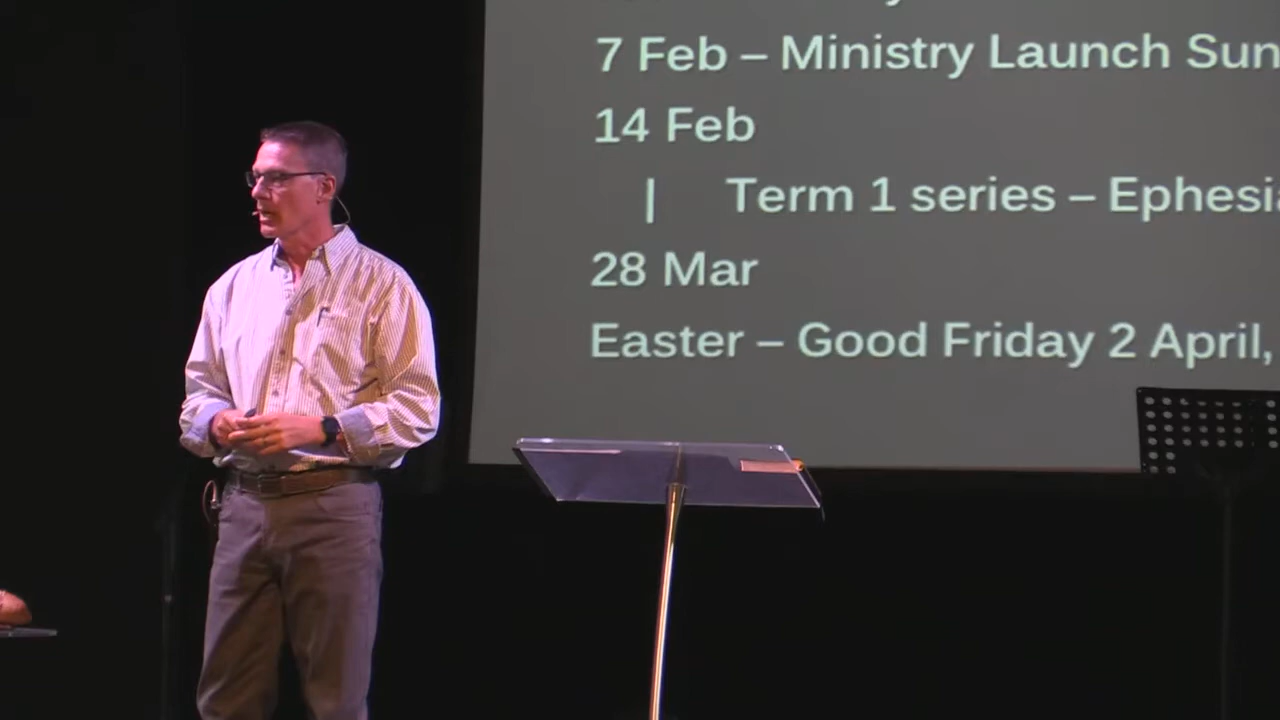 7 Feb – Ministry Launch Sun
14 Feb
| Term 1 series – Ephesia
28 Mar
Easter – Good Friday 2 April,